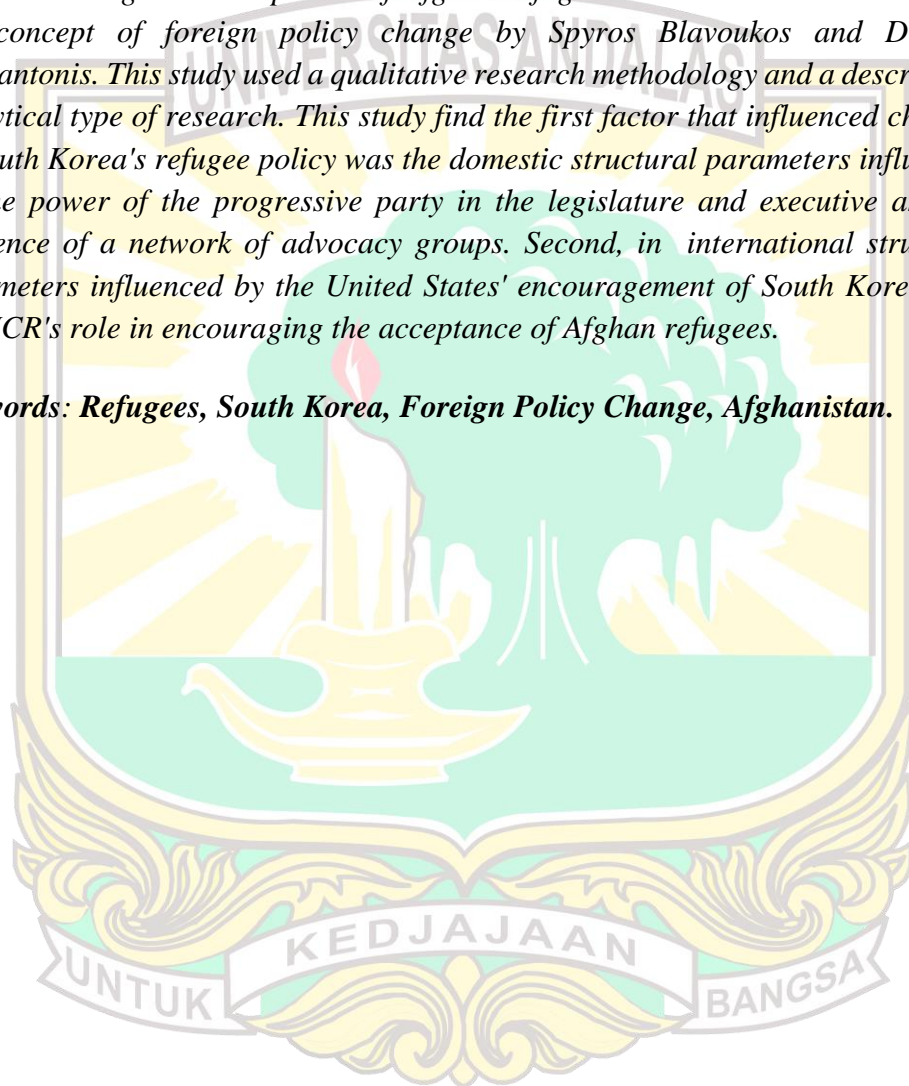 concept of foreign policy change by Spyros Blavoukos and D
antonis. This study used a qualitative research methodology and a descr
ytical type of research. This study find the first factor that influenced ch
uth Korea's refugee policy was the domestic structural parameters influ
he power of the progressive party in the legislature and executive a
ence of a network of advocacy groups. Second, in international stru
meters influenced by the United States' encouragement of South Kore
CR's role in encouraging the acceptance of Afghan refugees.
ords: Refugees, South Korea, Foreign Policy Change, Afghanistan.
UNIVERSITAS ANDALAS
UNTUK KEDJAJAAN BANGSA